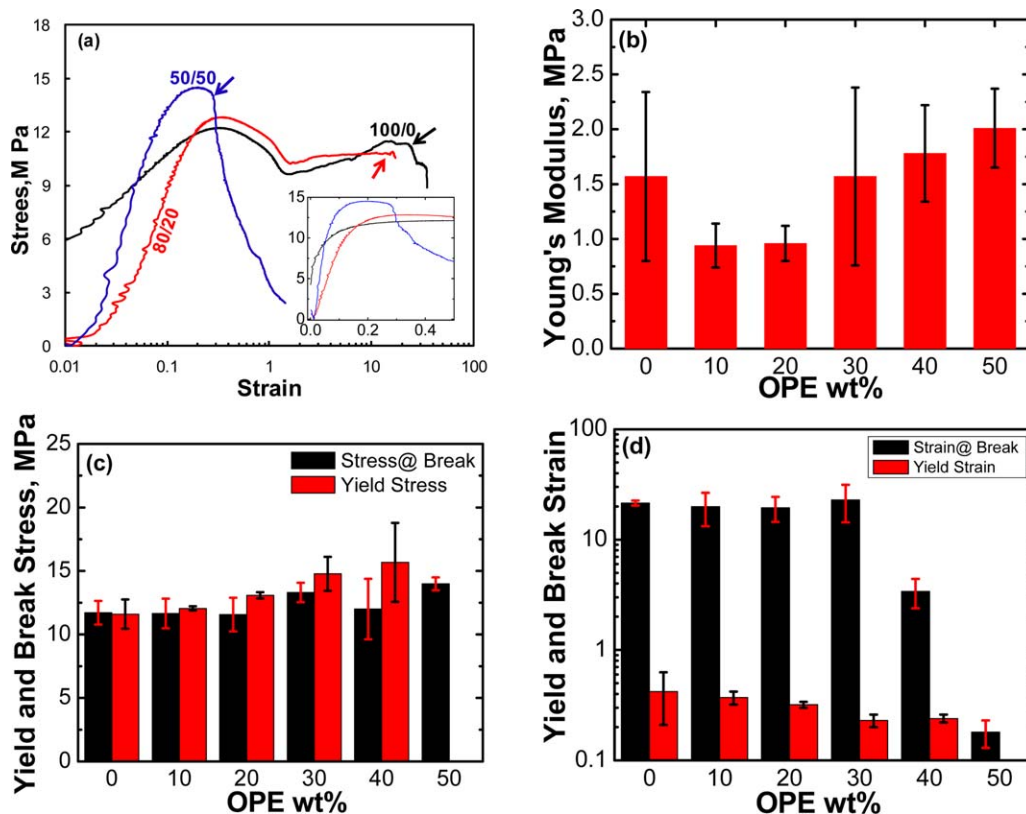 (a)
18
15
12
9
6
3
0
Strees,M Pa
50/50
100/0
80/20
15
10
5
0
0.0
0.2
0.4
0.01
0.1
1
10
100
Strain
(b)
3.0
2.5
2.0
1.5
1.0
0.5
0.0
Young's Modulus, MPa
0 10 20 30 40 50
OPE wt%
(c)
Stress@ Break
Yield Stress
25
20
15
10
5
0
Yield and Break Stress, MPa
0 10 20 30 40 50
OPE wt%
(d)
Strain@ Break
Yield Strain
100
10
1
0.1
Yield and Break Strain
0 10 20 30 40 50
OPE wt%